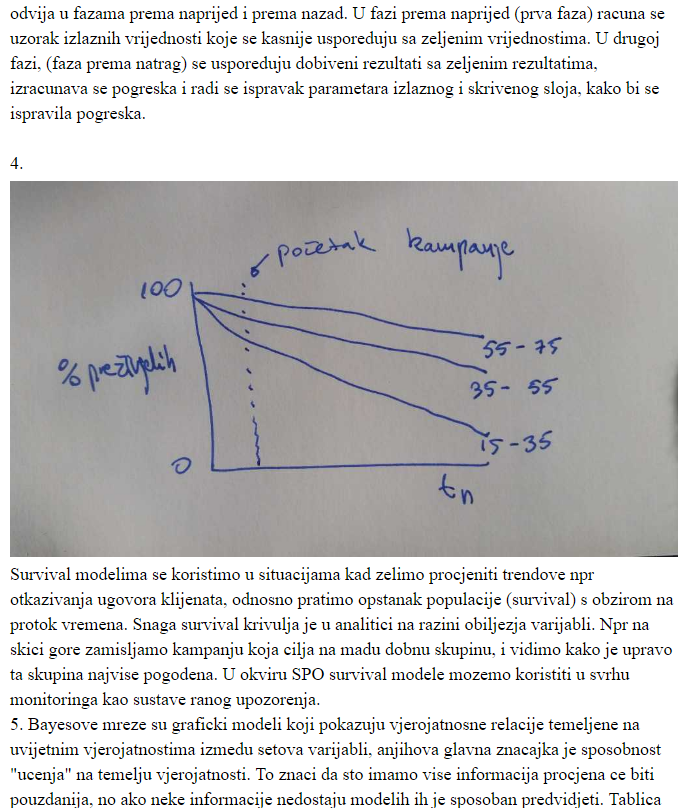 odvija u fazama prema naprijed i prema nazad. U fazi prema naprijed (prva faza) racuna se
uzorak izlaznih vrijednosti koje se kasnije usporeduju sa zeljenim vrijednostima. U drugoj
fazi, (faza prema natrag) se usporeduju dobiveni rezultati sa zeljenim rezultatima,
izracunava se pogreska i radi se ispravak parametara izlaznog i skrivenog sloja, kako bi se
ispravila pogreska.
4.
početak kampanje
100
% preživjelih
55-75
35-55
15-35
0
tn
Survival modelima se koristimo u situacijama kad zelimo procjeniti trendove npr
otkazivanja ugovora klijenata, odnosno pratimo opstanak populacije (survival) s obzirom na
protok vremena. Snaga survival krivulja je u analitici na razini obiljezja varijabli. Npr na
skici gore zamisljamo kampanju koja cilja na madu dobnu skupinu, i vidimo kako je upravo
ta skupina najvise pogodena. U okviru SPO survival modele mozemo koristiti u svrhu
monitoringa kao sustave ranog upozorenja.
5. Bayesove mreze su graficki modeli koji pokazuju vjerojatnosne relacije temeljene na
uvijetnim vjerojatnostima izmedu setova varijabli, anjihova glavna znacajka je sposobnost
"ucenja" na temelju vjerojatnosti. To znaci da sto imamo vise informacija procjena ce biti
pouzdanija, no ako neke informacije nedostaju modelih ih je sposoban predvidjeti. Tablica